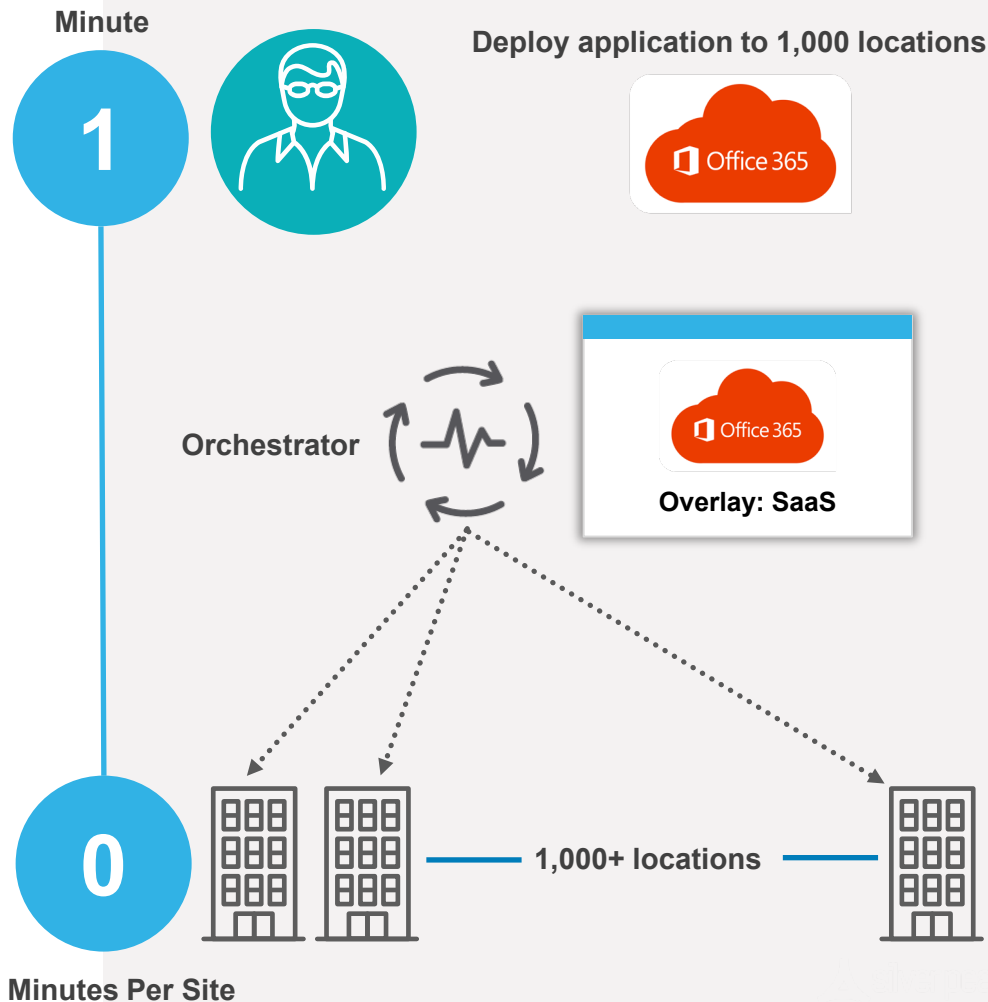 Minute
Deploy application to 1,000 locations
1
Office 365
Orchestrator
Office 365
Overlay: SaaS
0
1,000+ locations
Minutes Per Site